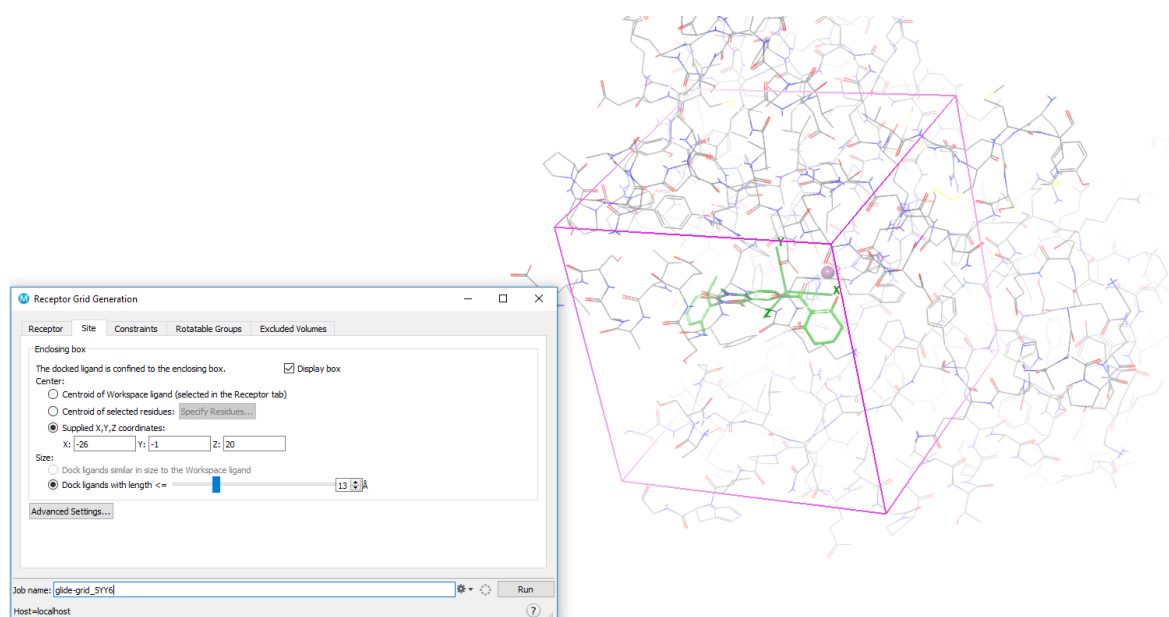 Receptor Grid Generation
Receptor Site Constraints Rotatable Groups Excluded Volumes
Enclosing box
The docked ligand is confined to the enclosing box. Display box
Center:
Centroid of Workspace ligand (selected in the Receptor tab)
Centroid of selected residues: Specify Residues...
Supplied X,Y,Z coordinates:
X: -26 Y: -1 Z: 20
Size:
Dock ligands similar in size to the Workspace ligand
Dock ligands with length <= 13 Å
Advanced Settings...
Job name: glide-grid_5YY6 Run
Host=localhost ?
Y
X
Z